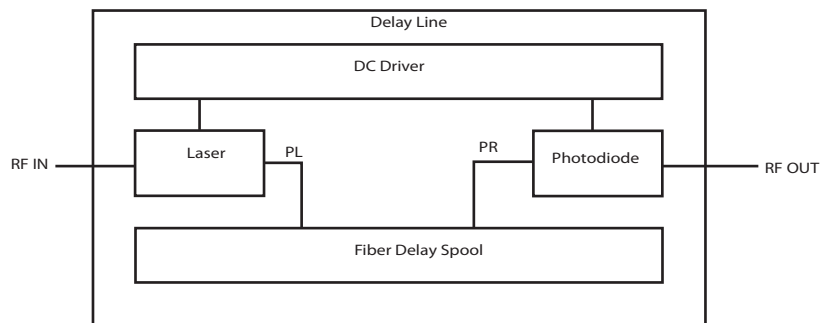 Delay Line
DC Driver
Laser
PL
PR
Photodiode
RF IN
RF OUT
Fiber Delay Spool